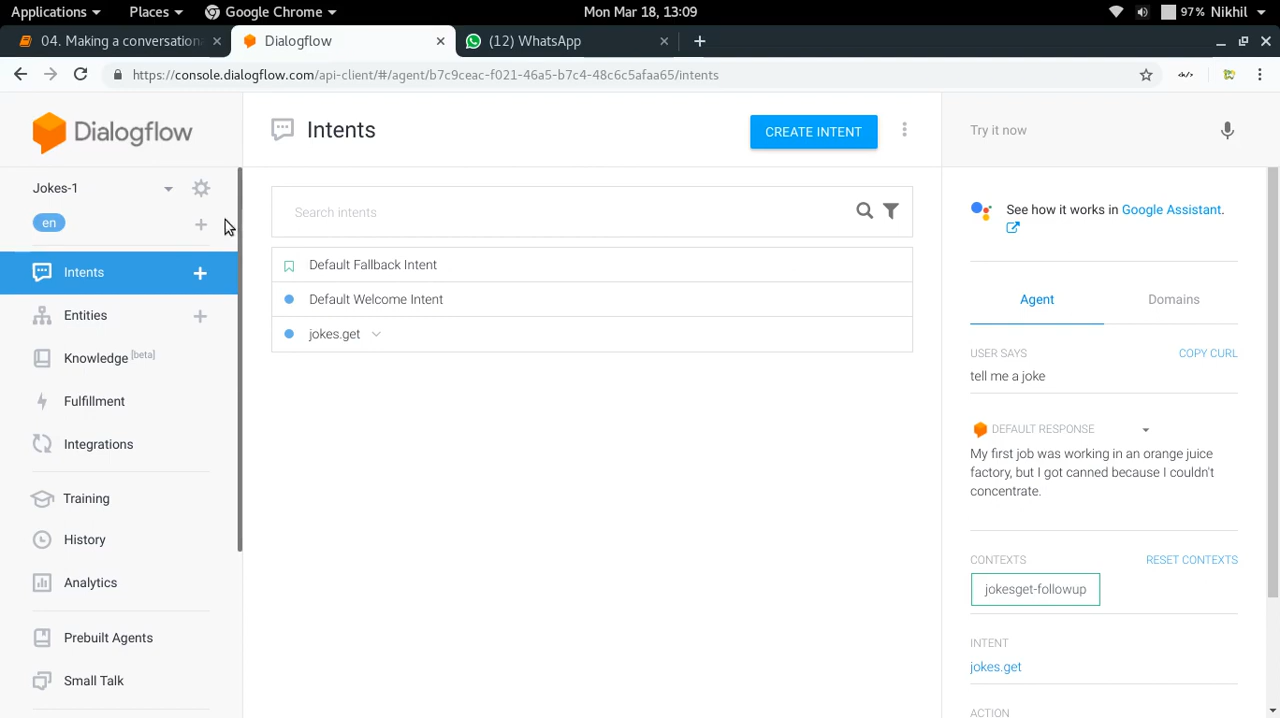 Applications Places Google Chrome Mon Mar 18, 13:09 97% Nikhil
04. Making a conversation Dialogflow (12) WhatsApp
https://console.dialogflow.com/api-client/#/agent/b7c9ceac-f021-46a5-b7c4-48c6c5afaa65/intents
Dialogflow
Jokes-1
en
Intents
Entities
Knowledge [beta]
Fulfillment
Integrations
Training
History
Analytics
Prebuilt Agents
Small Talk
Intents
CREATE INTENT
Search intents
Default Fallback Intent
Default Welcome Intent
jokes.get
Try it now
See how it works in Google Assistant.
Agent Domains
USER SAYS COPY CURL
tell me a joke
DEFAULT RESPONSE
My first job was working in an orange juice
factory, but I got canned because I couldn't
concentrate.
CONTEXTS RESET CONTEXTS
jokesget-followup
INTENT
jokes.get
ACTION